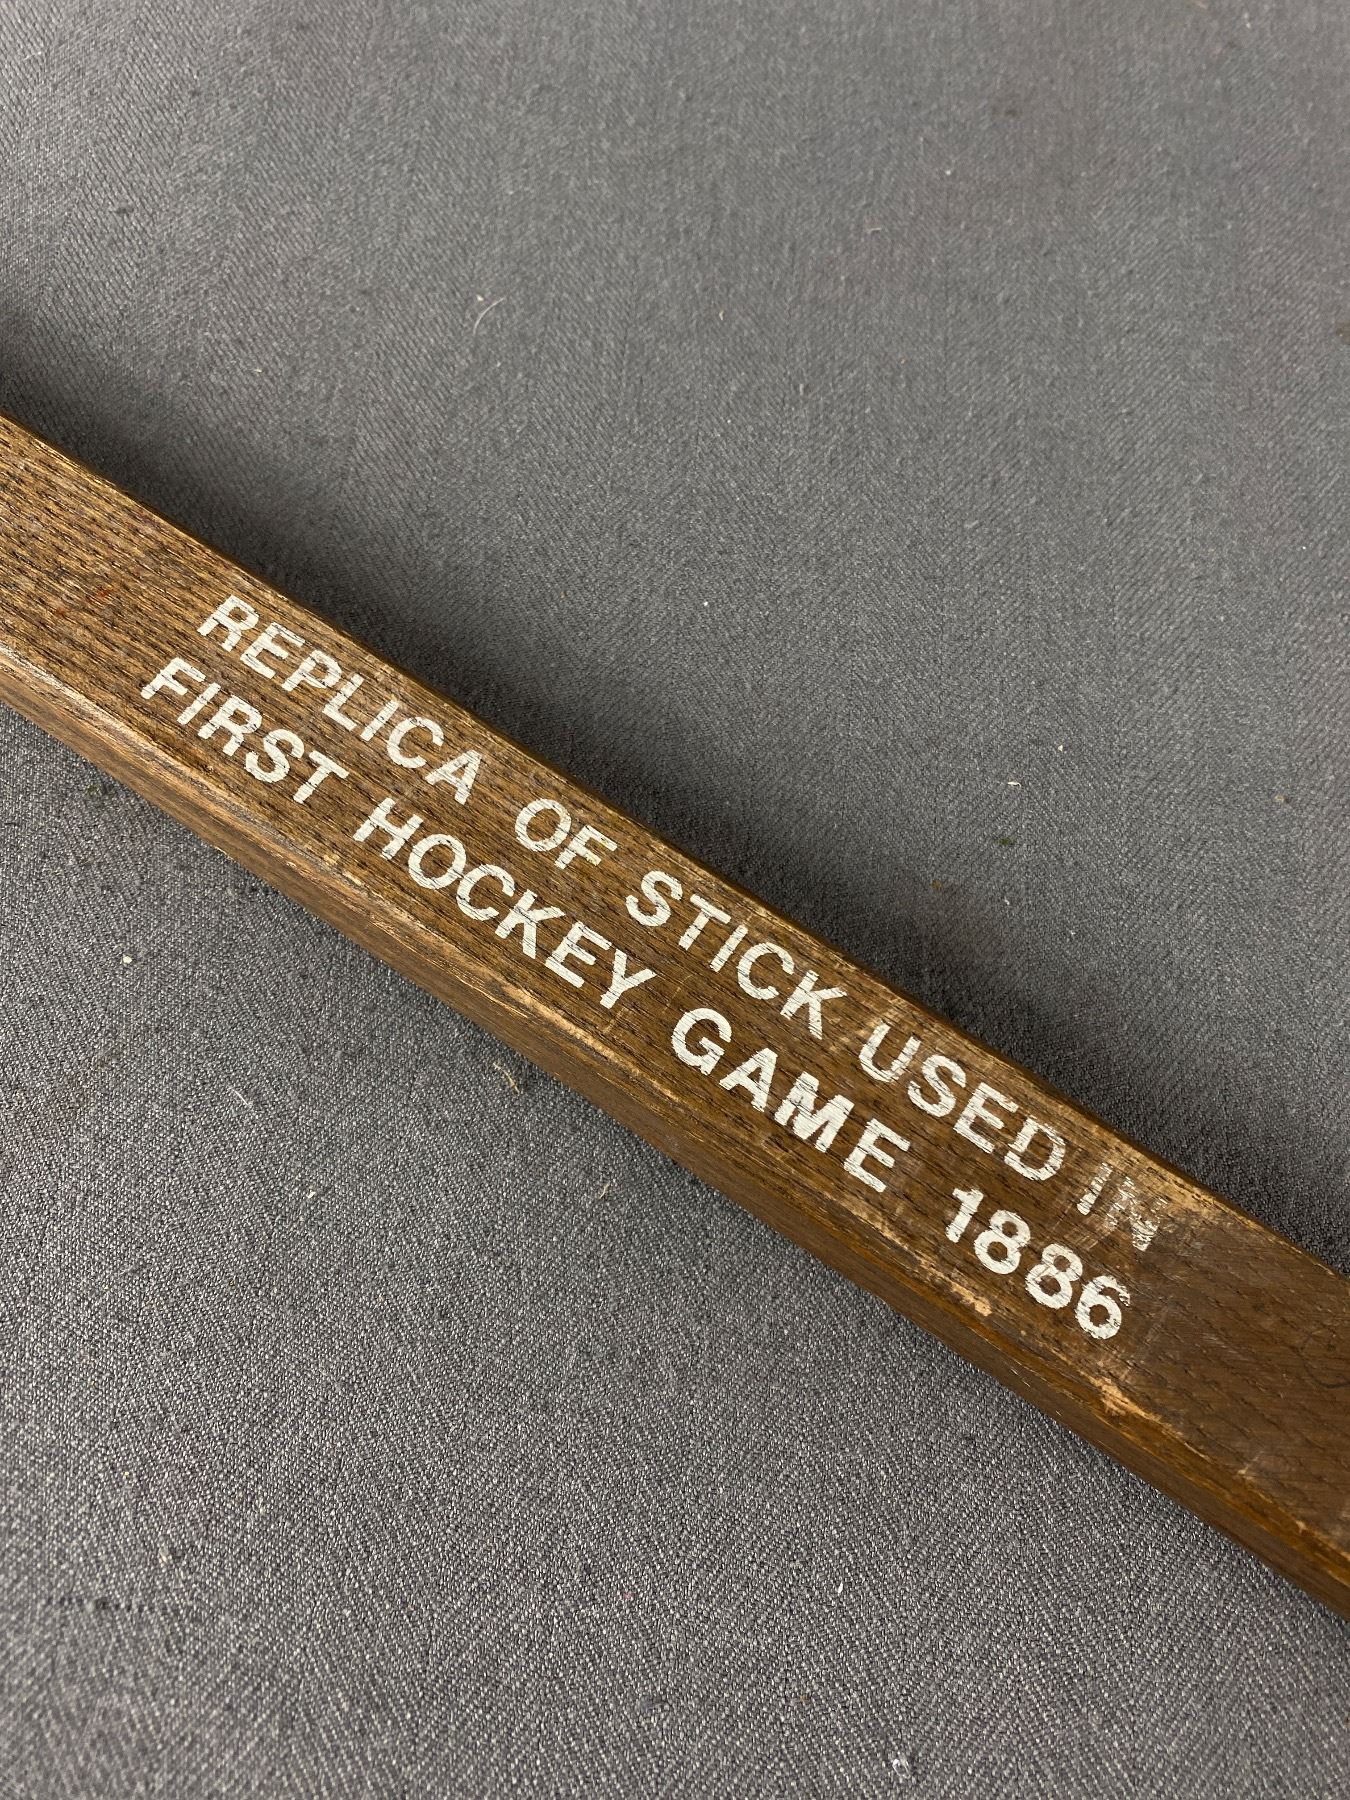 REPLICA OF STICK USED IN
FIRST HOCKEY GAME 1886